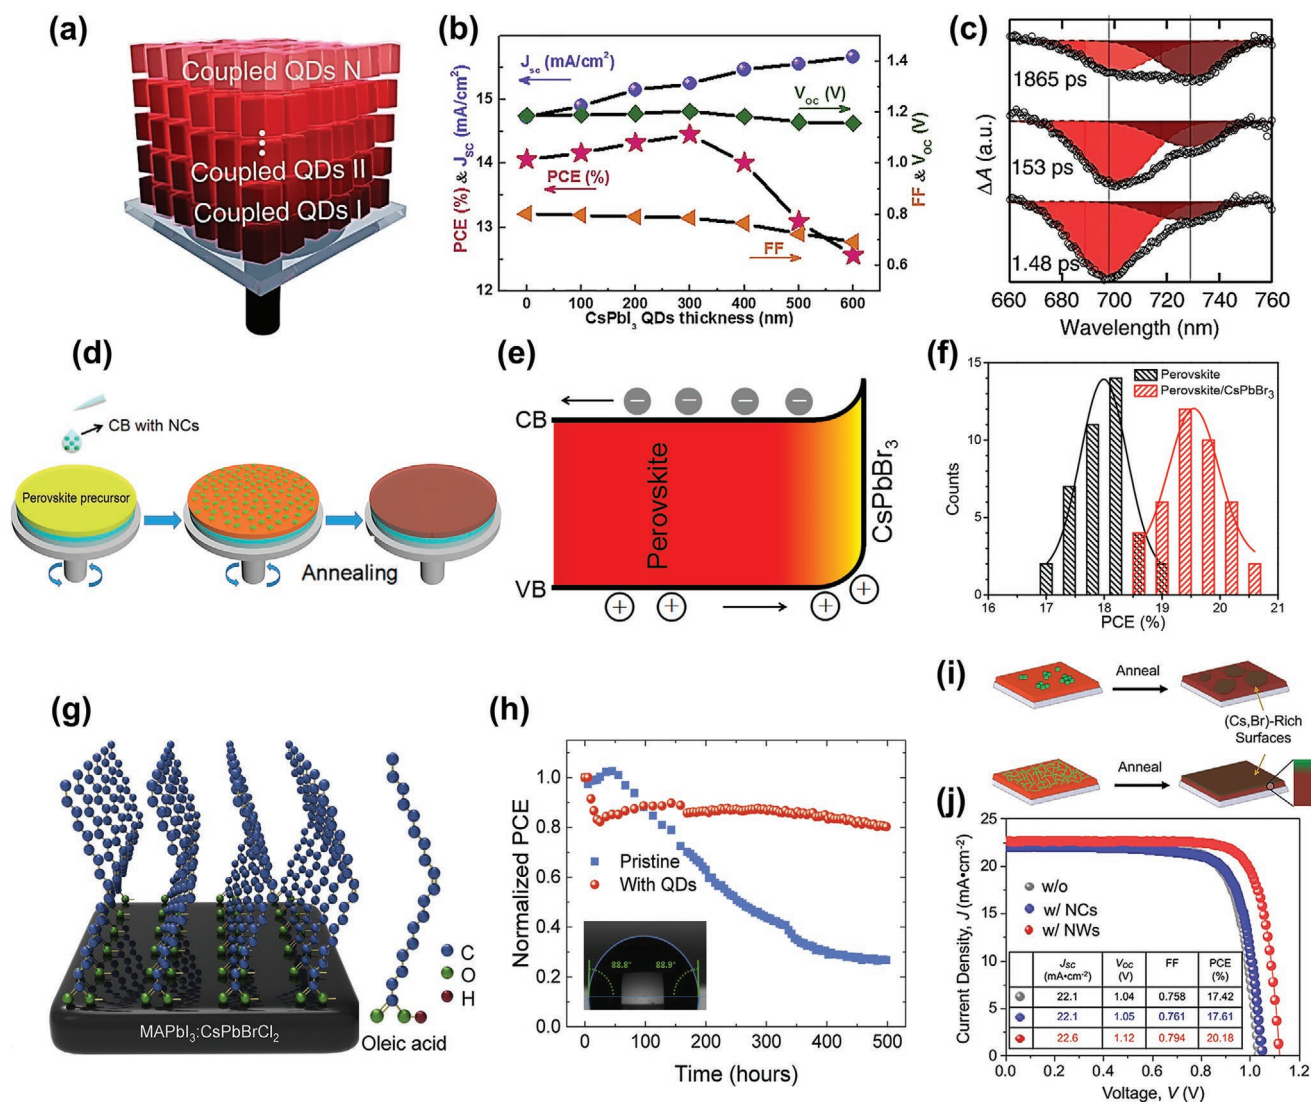 (a)
Coupled QDs N
Coupled QDs II
Coupled QDs I
(b)
PCE (%) & JSC (mA/cm²)
15
14
13
12
Jsc (mA/cm²)
Voc (V)
PCE (%)
FF
1.4
1.2
1.0
0.8
0.6
FF & Voc (V)
0 100 200 300 400 500 600
CsPbI₃ QDs thickness (nm)
(c)
ΔA (a.u.)
1865 ps
153 ps
1.48 ps
660 680 700 720 740 760
Wavelength (nm)
(d)
CB with NCs
Perovskite precursor
Annealing
(e)
CB
VB
Perovskite
CsPbBr₃
(f)
Counts
15
10
5
0
Perovskite
Perovskite/CsPbBr₃
16 17 18 19 20 21
PCE (%)
(g)
C
O
H
MAPbI₃:CsPbBrCl₂
Oleic acid
(h)
Normalized PCE
1.0
0.8
0.6
0.4
0.2
0.0
Pristine
With QDs
88.8° 88.9°
0 100 200 300 400 500
Time (hours)
(i)
Anneal
(Cs,Br)-Rich
Surfaces
Anneal
(j)
Current Density, J (mA•cm⁻²)
25
20
15
10
5
0
w/o
w/ NCs
w/ NWs
JSC (mA•cm⁻²) VOC (V) FF PCE (%)
22.1 1.04 0.758 17.42
22.1 1.05 0.761 17.61
22.6 1.12 0.794 20.18
0.0 0.2 0.4 0.6 0.8 1.0 1.2
Voltage, V (V)